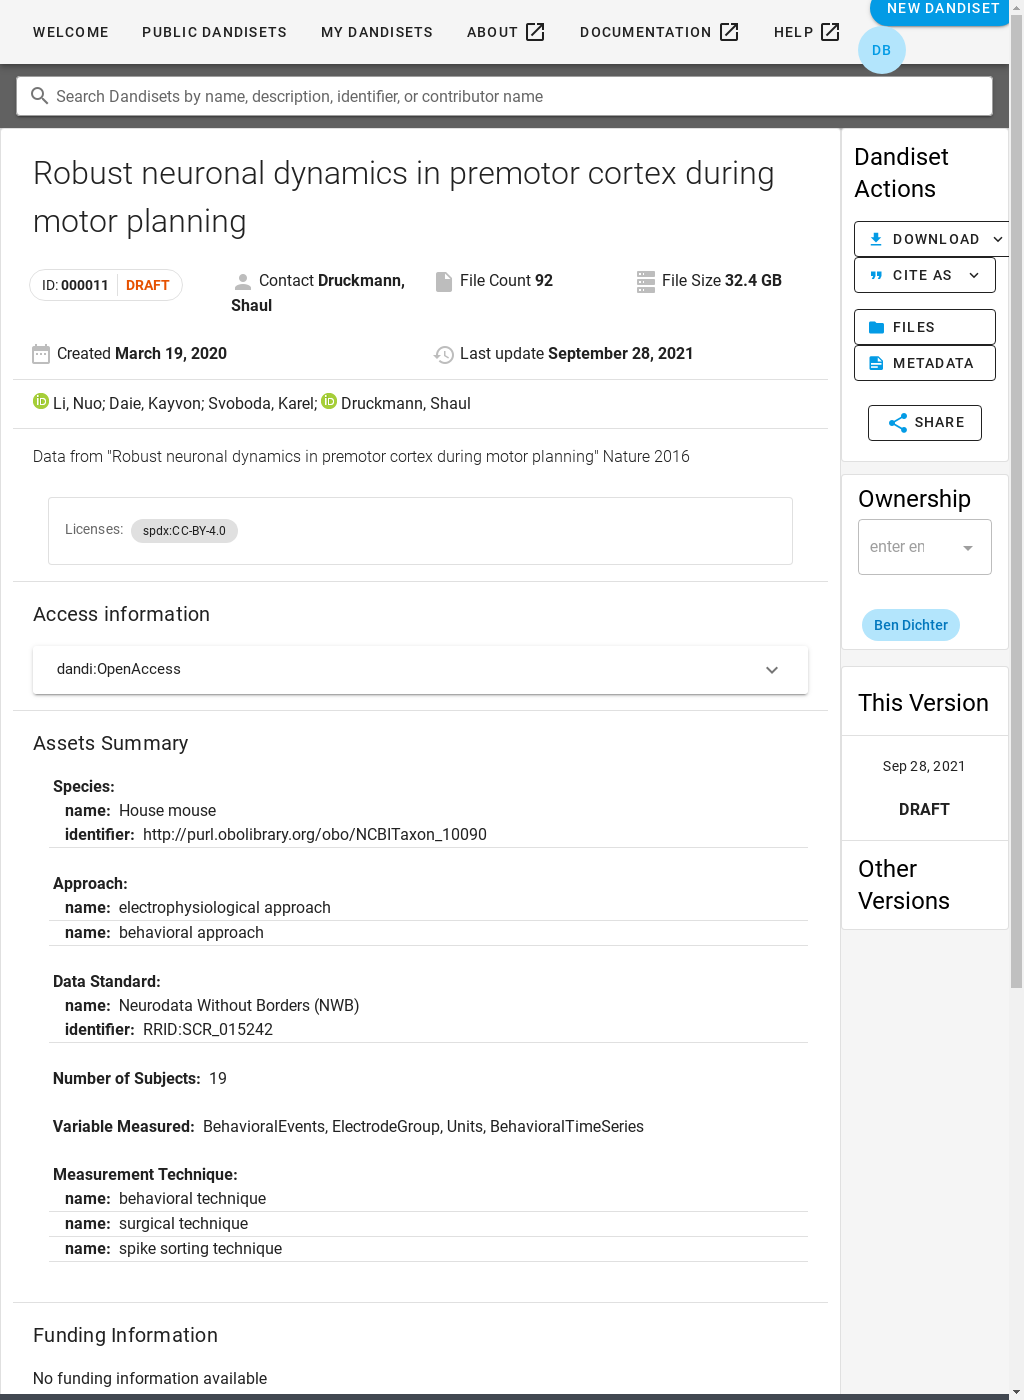 WELCOME PUBLIC DANDISETS MY DANDISETS ABOUT DOCUMENTATION HELP
NEW DANDISET
DB
Search Dandisets by name, description, identifier, or contributor name
Robust neuronal dynamics in premotor cortex during
motor planning
ID: 000011 DRAFT
Contact Druckmann,
Shaul
File Count 92
File Size 32.4 GB
Created March 19, 2020
Last update September 28, 2021
iD Li, Nuo; Daie, Kayvon; Svoboda, Karel; iD Druckmann, Shaul
Data from "Robust neuronal dynamics in premotor cortex during motor planning" Nature 2016
Licenses: spdx:CC-BY-4.0
Access information
dandi:OpenAccess
Assets Summary
Species:
name: House mouse
identifier: http://purl.obolibrary.org/obo/NCBITaxon_10090
Approach:
name: electrophysiological approach
name: behavioral approach
Data Standard:
name: Neurodata Without Borders (NWB)
identifier: RRID:SCR_015242
Number of Subjects: 19
Variable Measured: BehavioralEvents, ElectrodeGroup, Units, BehavioralTimeSeries
Measurement Technique:
name: behavioral technique
name: surgical technique
name: spike sorting technique
Funding Information
No funding information available
Dandiset
Actions
DOWNLOAD
CITE AS
FILES
METADATA
SHARE
Ownership
enter en
Ben Dichter
This Version
Sep 28, 2021
DRAFT
Other
Versions